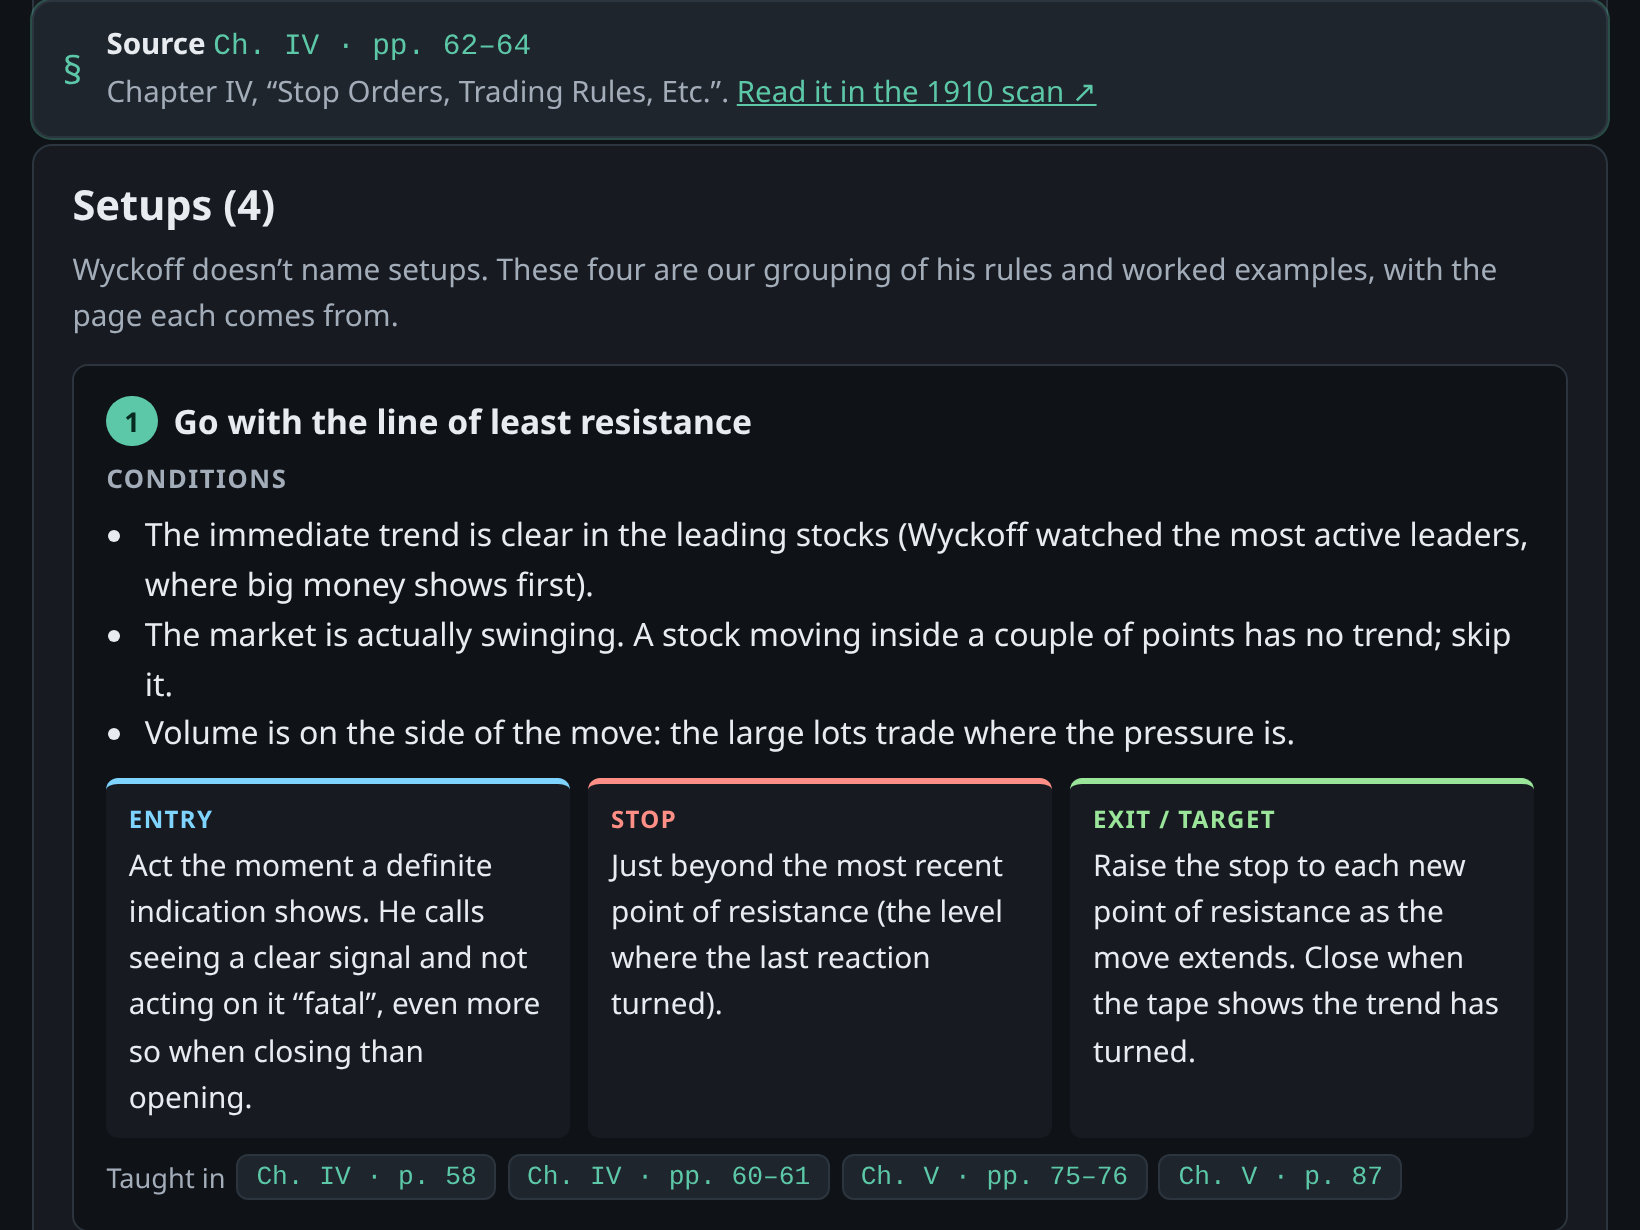 §
Source Ch. IV · pp. 62–64
Chapter IV, “Stop Orders, Trading Rules, Etc.”. Read it in the 1910 scan ↗
Setups (4)
Wyckoff doesn’t name setups. These four are our grouping of his rules and worked examples, with the
page each comes from.
1 Go with the line of least resistance
CONDITIONS
• The immediate trend is clear in the leading stocks (Wyckoff watched the most active leaders,
where big money shows first).
• The market is actually swinging. A stock moving inside a couple of points has no trend; skip
it.
• Volume is on the side of the move: the large lots trade where the pressure is.
ENTRY
Act the moment a definite
indication shows. He calls
seeing a clear signal and not
acting on it “fatal”, even more
so when closing than
opening.
STOP
Just beyond the most recent
point of resistance (the level
where the last reaction
turned).
EXIT / TARGET
Raise the stop to each new
point of resistance as the
move extends. Close when
the tape shows the trend has
turned.
Taught in Ch. IV · p. 58 Ch. IV · pp. 60–61 Ch. V · pp. 75–76 Ch. V · p. 87